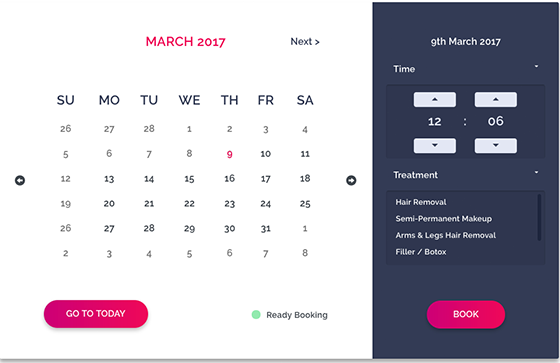 MARCH 2017
Next >
SU MO TU WE TH FR SA
26 27 28 1 2 3 4
5 6 7 8 9 10 11
12 13 14 15 16 17 18
19 20 21 22 23 24 25
26 27 28 29 30 31 1
2 3 4 5 6 7 8
GO TO TODAY
Ready Booking
9th March 2017
Time
12 : 06
Treatment
Hair Removal
Semi-Permanent Makeup
Arms & Legs Hair Removal
Filler / Botox
BOOK